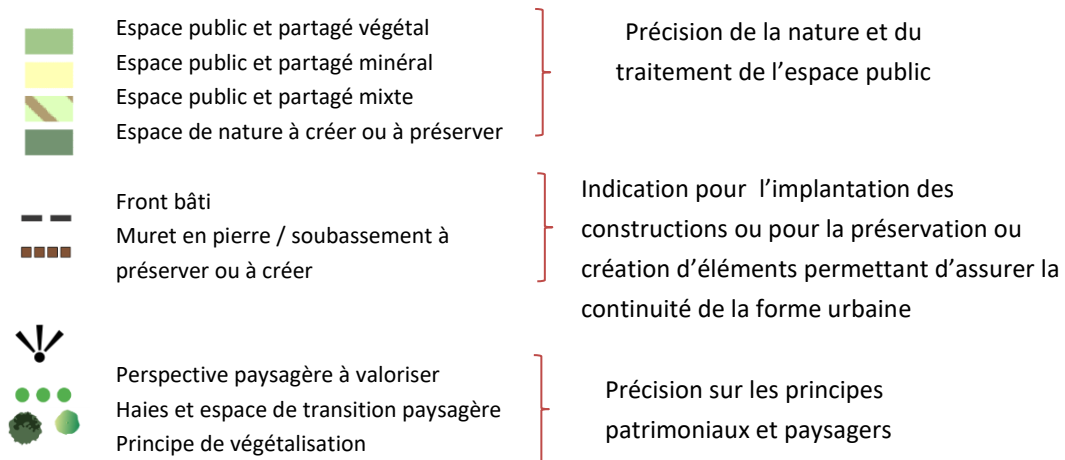 Espace public et partagé végétal
Espace public et partagé minéral
Espace public et partagé mixte
Espace de nature à créer ou à préserver
Précision de la nature et du
traitement de l’espace public
Front bâti
Muret en pierre / soubassement à
préserver ou à créer
Indication pour l’implantation des
constructions ou pour la préservation ou
création d’éléments permettant d’assurer la
continuité de la forme urbaine
Perspective paysagère à valoriser
Haies et espace de transition paysagère
Principe de végétalisation
Précision sur les principes
patrimoniaux et paysagers